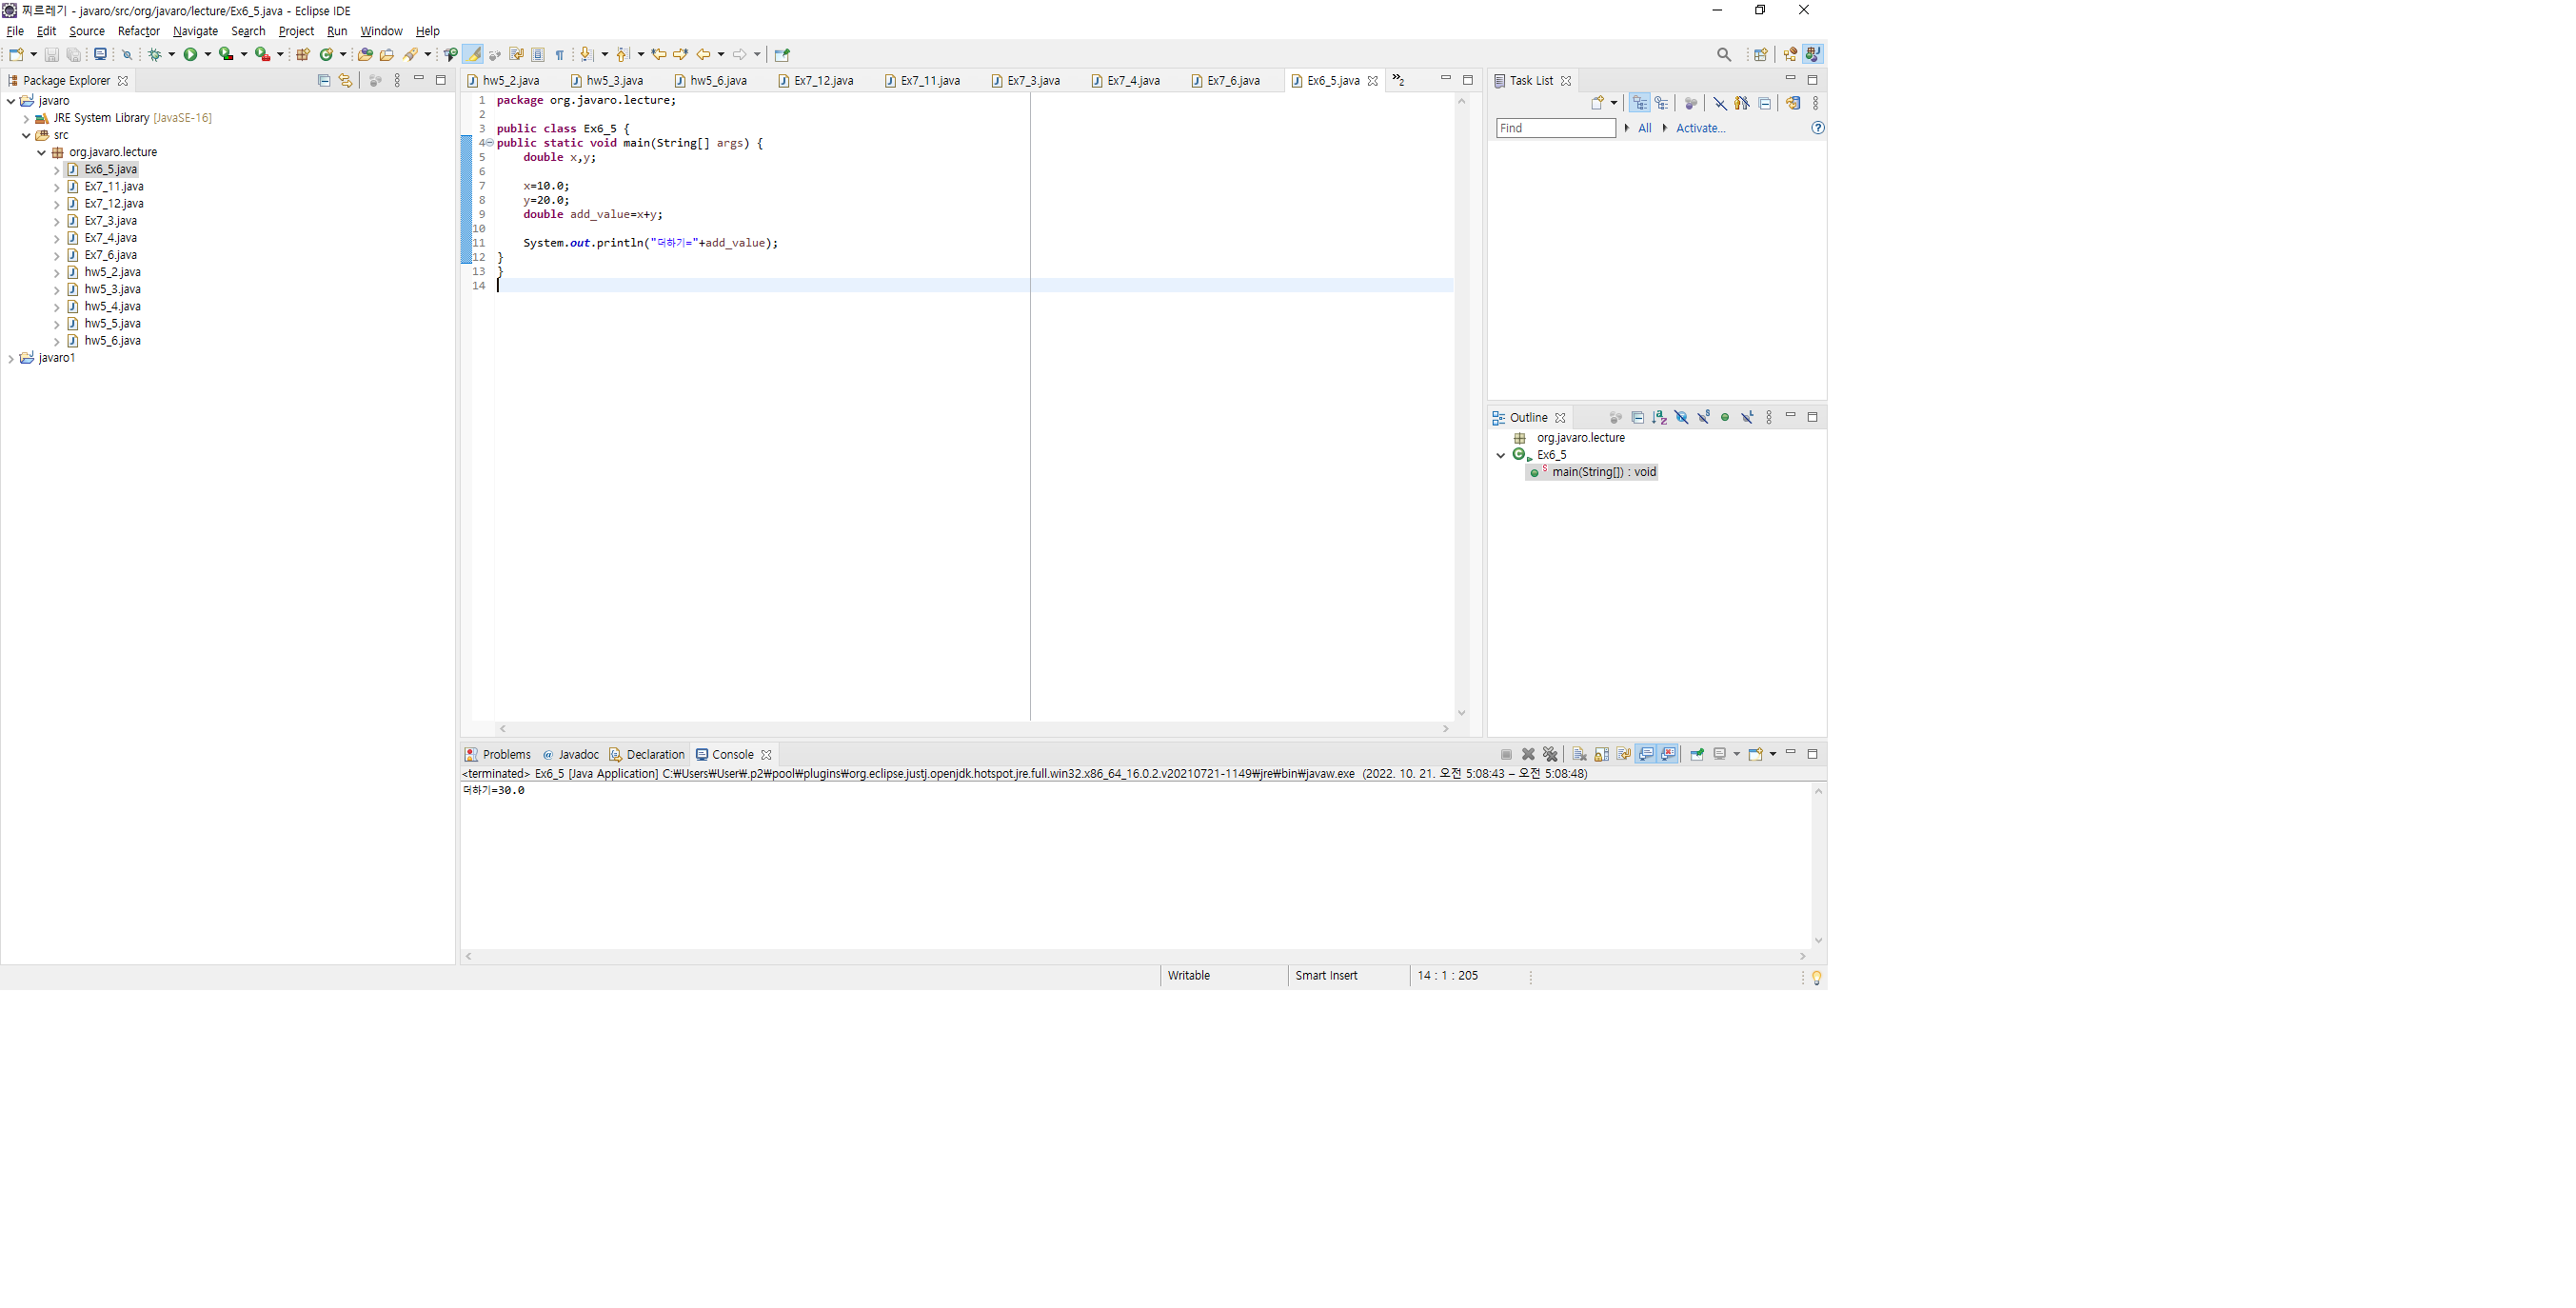 찌르레기 - javaro/src/org/javaro/lecture/Ex6_5.java - Eclipse IDE
File Edit Source Refactor Navigate Search Project Run Window Help
Package Explorer
javaro
JRE System Library [JavaSE-16]
src
org.javaro.lecture
Ex6_5.java
Ex7_11.java
Ex7_12.java
Ex7_3.java
Ex7_4.java
Ex7_6.java
hw5_2.java
hw5_3.java
hw5_4.java
hw5_5.java
hw5_6.java
javaro1
hw5_2.java hw5_3.java hw5_6.java Ex7_12.java Ex7_11.java Ex7_3.java Ex7_4.java Ex7_6.java Ex6_5.java »2
1 package org.javaro.lecture;
2
3 public class Ex6_5 {
4 public static void main(String[] args) {
5 double x,y;
6
7 x=10.0;
8 y=20.0;
9 double add_value=x+y;
10
11 System.out.println("더하기="+add_value);
12 }
13 }
14
Task List
Find All Activate...
Outline
org.javaro.lecture
Ex6_5
main(String[]) : void
Problems @ Javadoc Declaration Console
<terminated> Ex6_5 [Java Application] C:₩Users₩User₩.p2₩pool₩plugins₩org.eclipse.justj.openjdk.hotspot.jre.full.win32.x86_64_16.0.2.v20210721-1149₩jre₩bin₩javaw.exe (2022. 10. 21. 오전 5:08:43 – 오전 5:08:48)
더하기=30.0
Writable Smart Insert 14 : 1 : 205